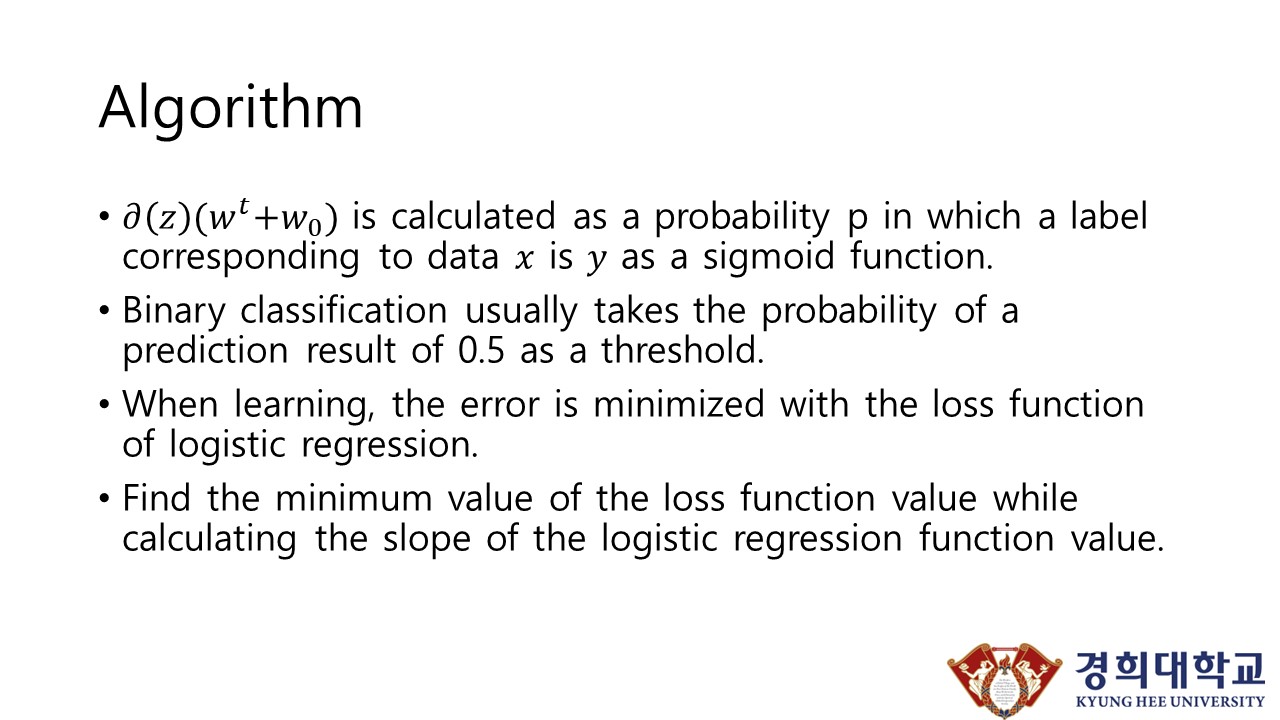 Algorithm
• ∂(z)(wᵗ+w₀) is calculated as a probability p in which a label
corresponding to data x is y as a sigmoid function.
• Binary classification usually takes the probability of a
prediction result of 0.5 as a threshold.
• When learning, the error is minimized with the loss function
of logistic regression.
• Find the minimum value of the loss function value while
calculating the slope of the logistic regression function value.
경희대학교
KYUNG HEE UNIVERSITY